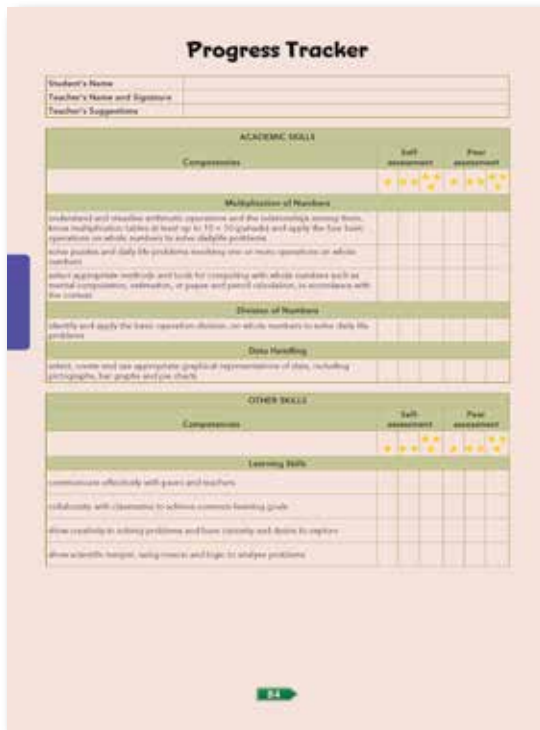 Progress Tracker
Student's Name
Teacher's Name and Signature
Teacher's Suggestions
ACADEMIC SKILLS
Competencies
Self assessment
Peer assessment
Multiplication of Numbers
understand and visualise arithmetic operations and the relationships among them,
know multiplication tables at least up to 10 × 10 (pahade) and apply the four basic
operations on whole numbers to solve daily life problems
solve puzzles and daily life problems involving one or more operations on whole
numbers
select appropriate methods and tools for computing with whole numbers such as
mental computation, estimation, or paper and pencil calculation, in accordance with
the context
Division of Numbers
identify and apply the basic operation division, on whole numbers to solve daily life
problems
Data Handling
select, create and use appropriate graphical representations of data, including
pictographs, bar graphs and pie charts
OTHER SKILLS
Competencies
Self assessment
Peer assessment
Learning Skills
communicate effectively with peers and teachers
collaborate with classmates to achieve common learning goals
show creativity in solving problems and have curiosity and desire to explore
show scientific temper, using reason and logic to analyse problems
84